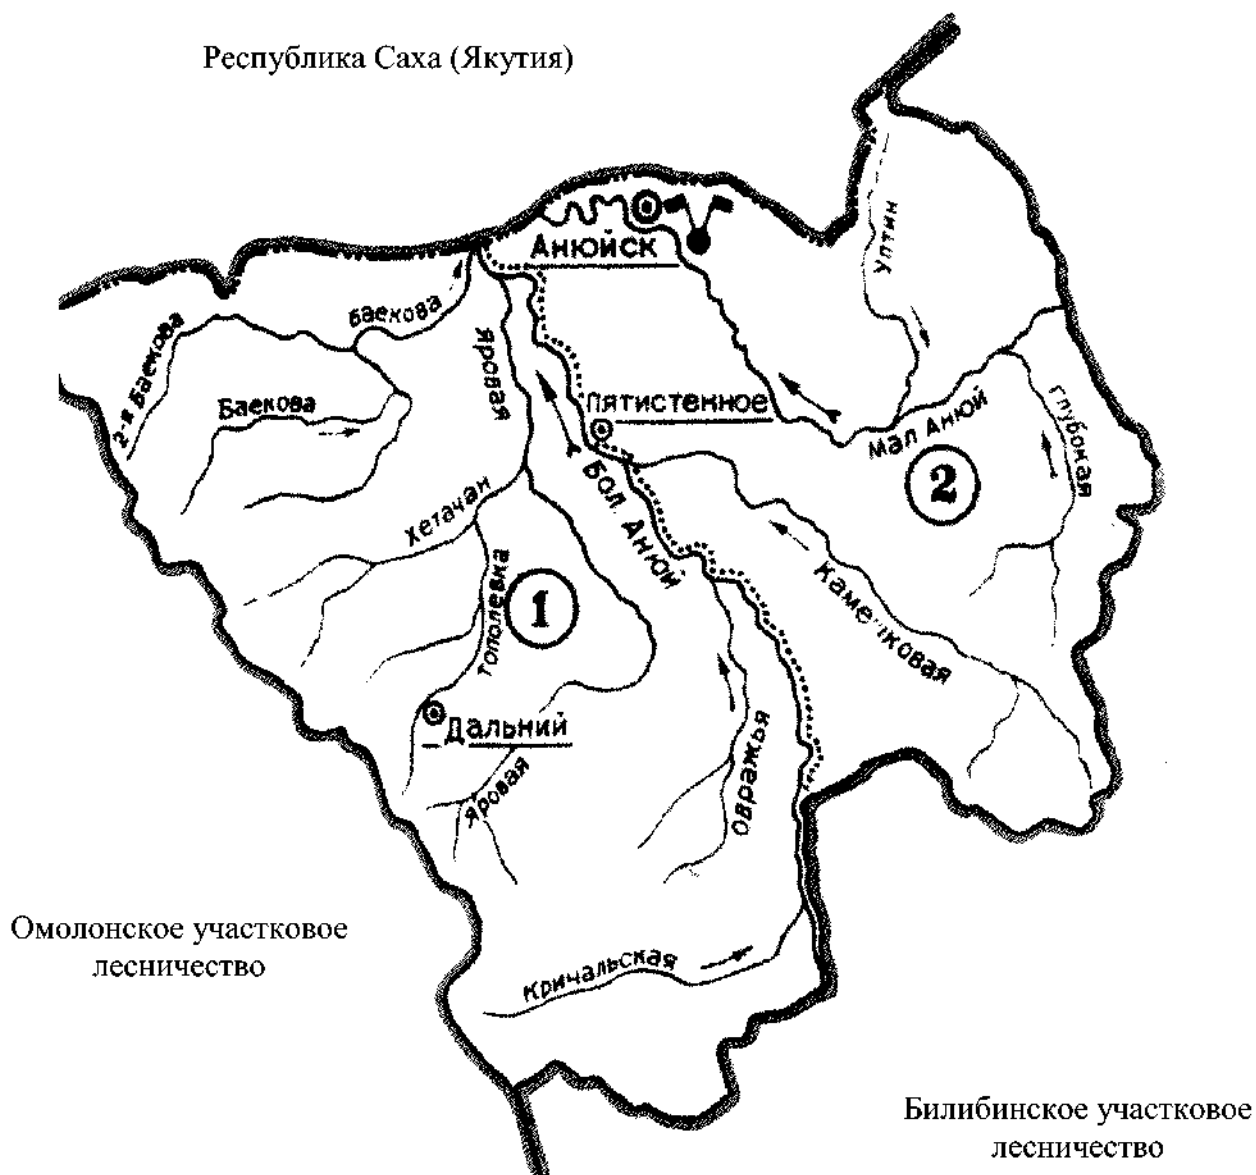 Республика Саха (Якутия)
Анюйск
Уптин
Баекова
2-я Баекова
Яровая
Баекова
Пятистенное
Мал Анюй
Глубокая
2
Хетачан
г. Бол. Анюй
Тополевка
1
Камешковая
Дальний
Яровая
Овражья
Омолонское участковое
лесничество
Кричальская
Билибинское участковое
лесничество